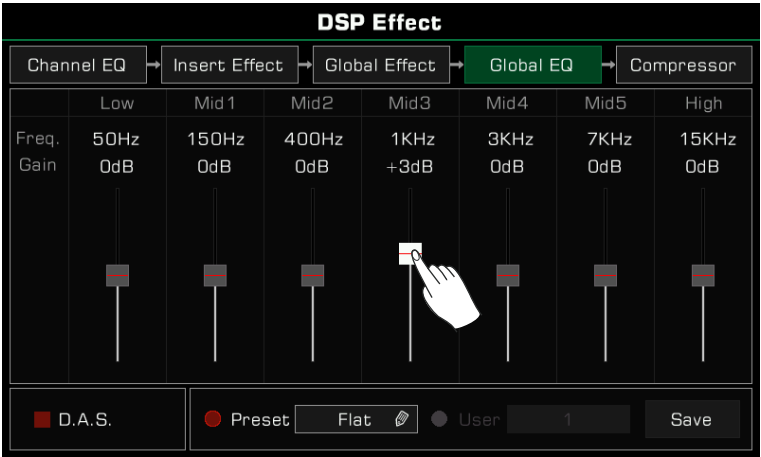 DSP Effect
Channel EQ Insert Effect Global Effect Global EQ Compressor
Low Mid1 Mid2 Mid3 Mid4 Mid5 High
Freq. 50Hz 150Hz 400Hz 1KHz 3KHz 7KHz 15KHz
Gain 0dB 0dB 0dB +3dB 0dB 0dB 0dB
D.A.S. Preset Flat User 1 Save